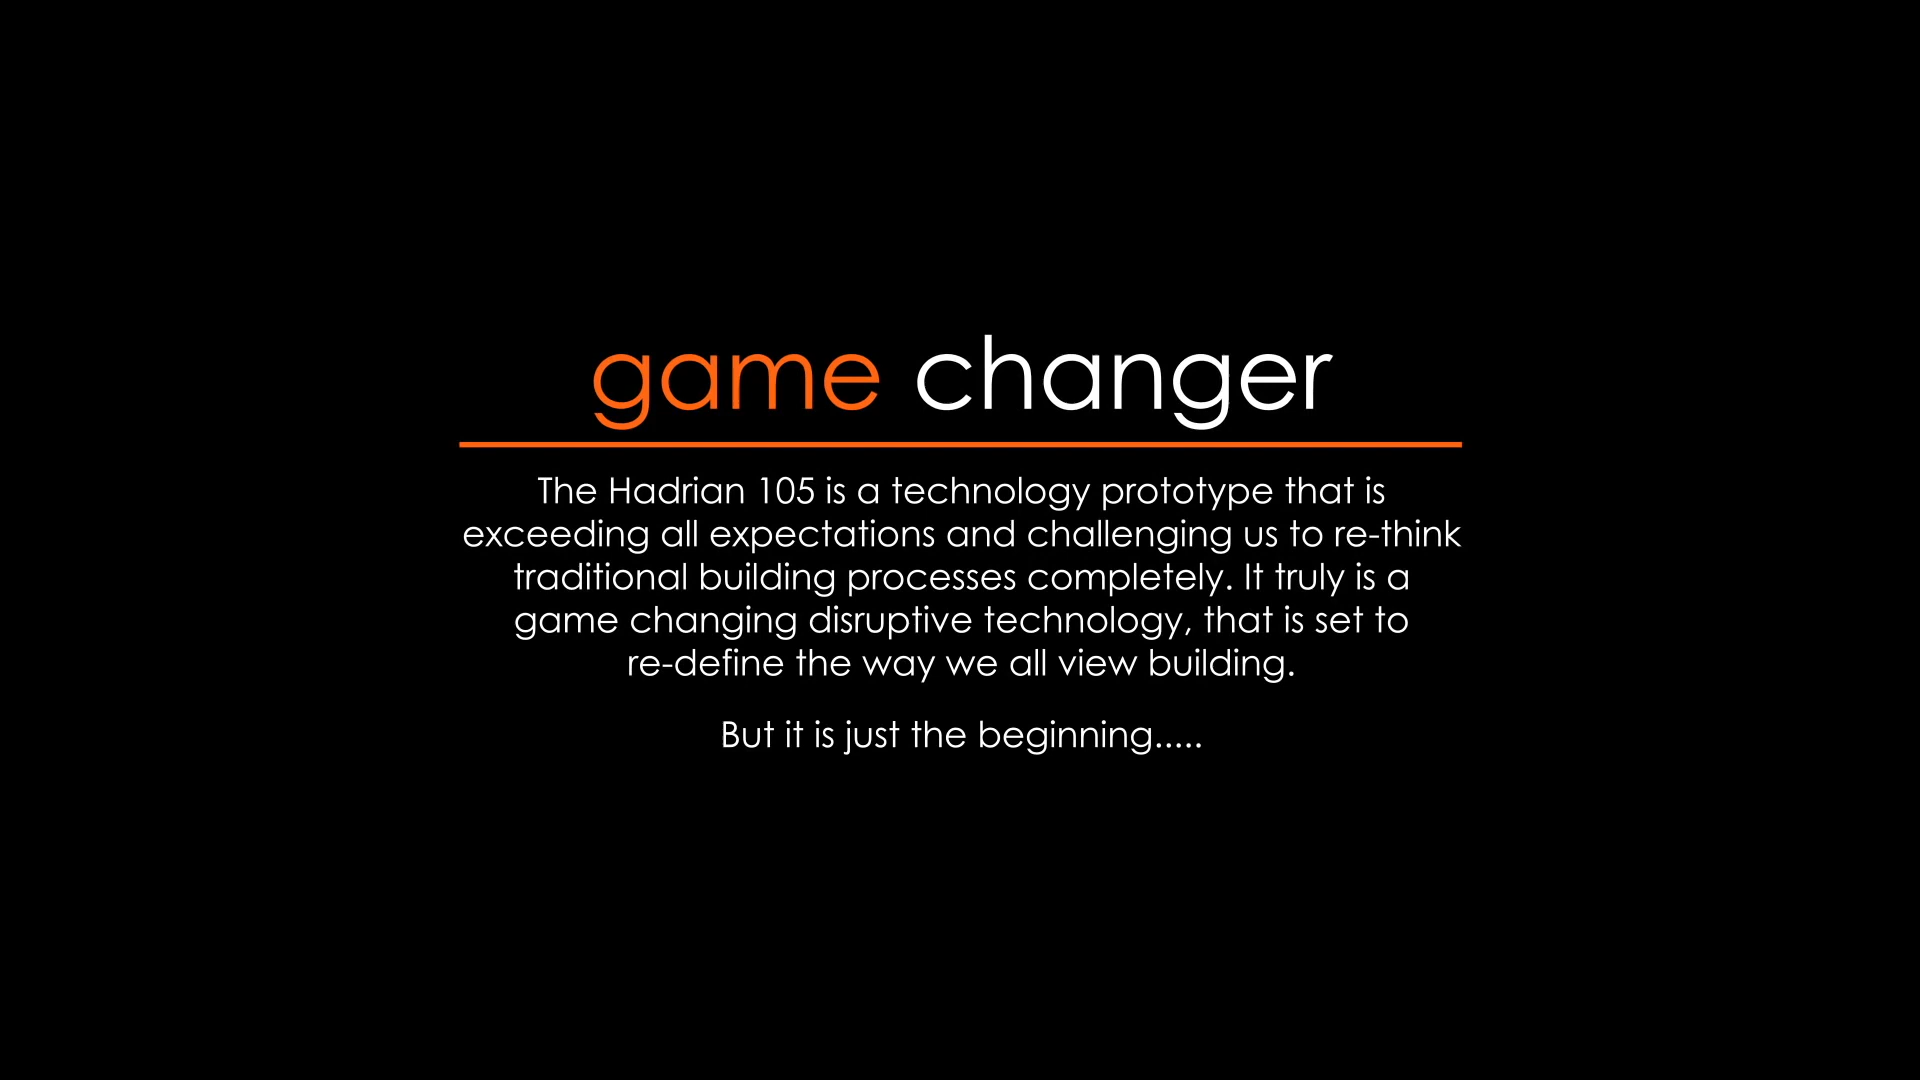 game changer
The Hadrian 105 is a technology prototype that is
exceeding all expectations and challenging us to re-think
traditional building processes completely. It truly is a
game changing disruptive technology, that is set to
re-define the way we all view building.
But it is just the beginning.....